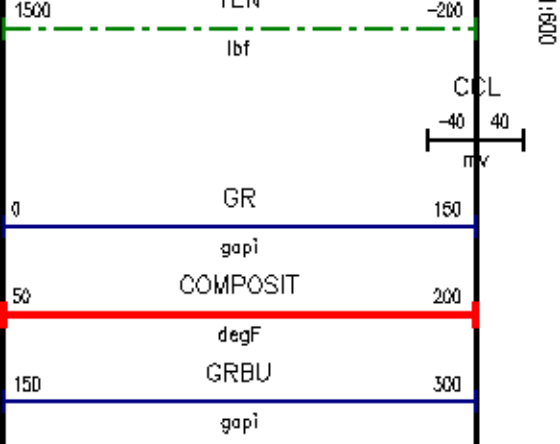 1500 TEN -200
lbf
CCL
-40 40
mv
0 GR 150
gapi
50 COMPOSIT 200
degF
150 GRBU 300
gapi